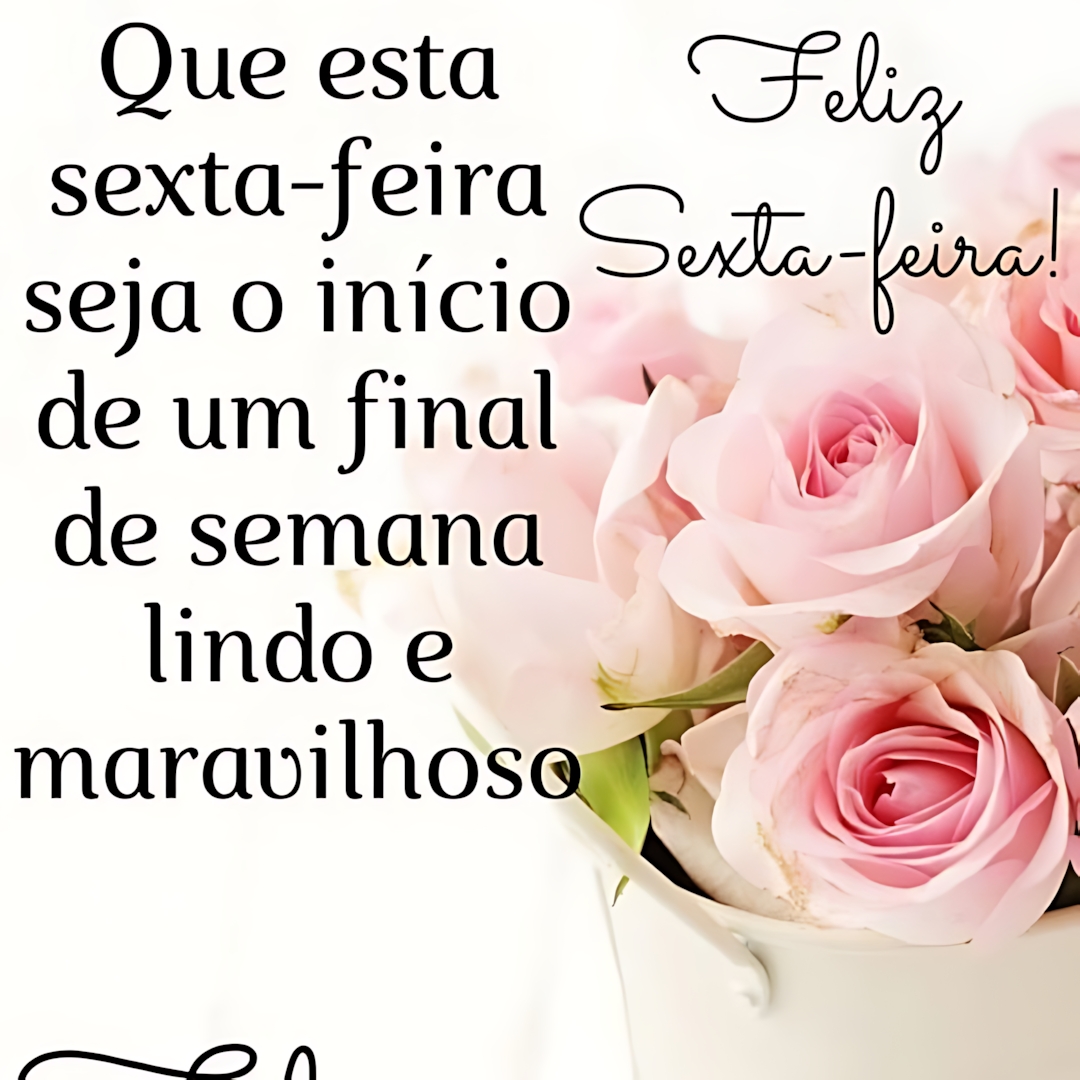 Que esta
sexta-feira
seja o início
de um final
de semana
lindo e
maravilhoso
Feliz
Sexta-feira!